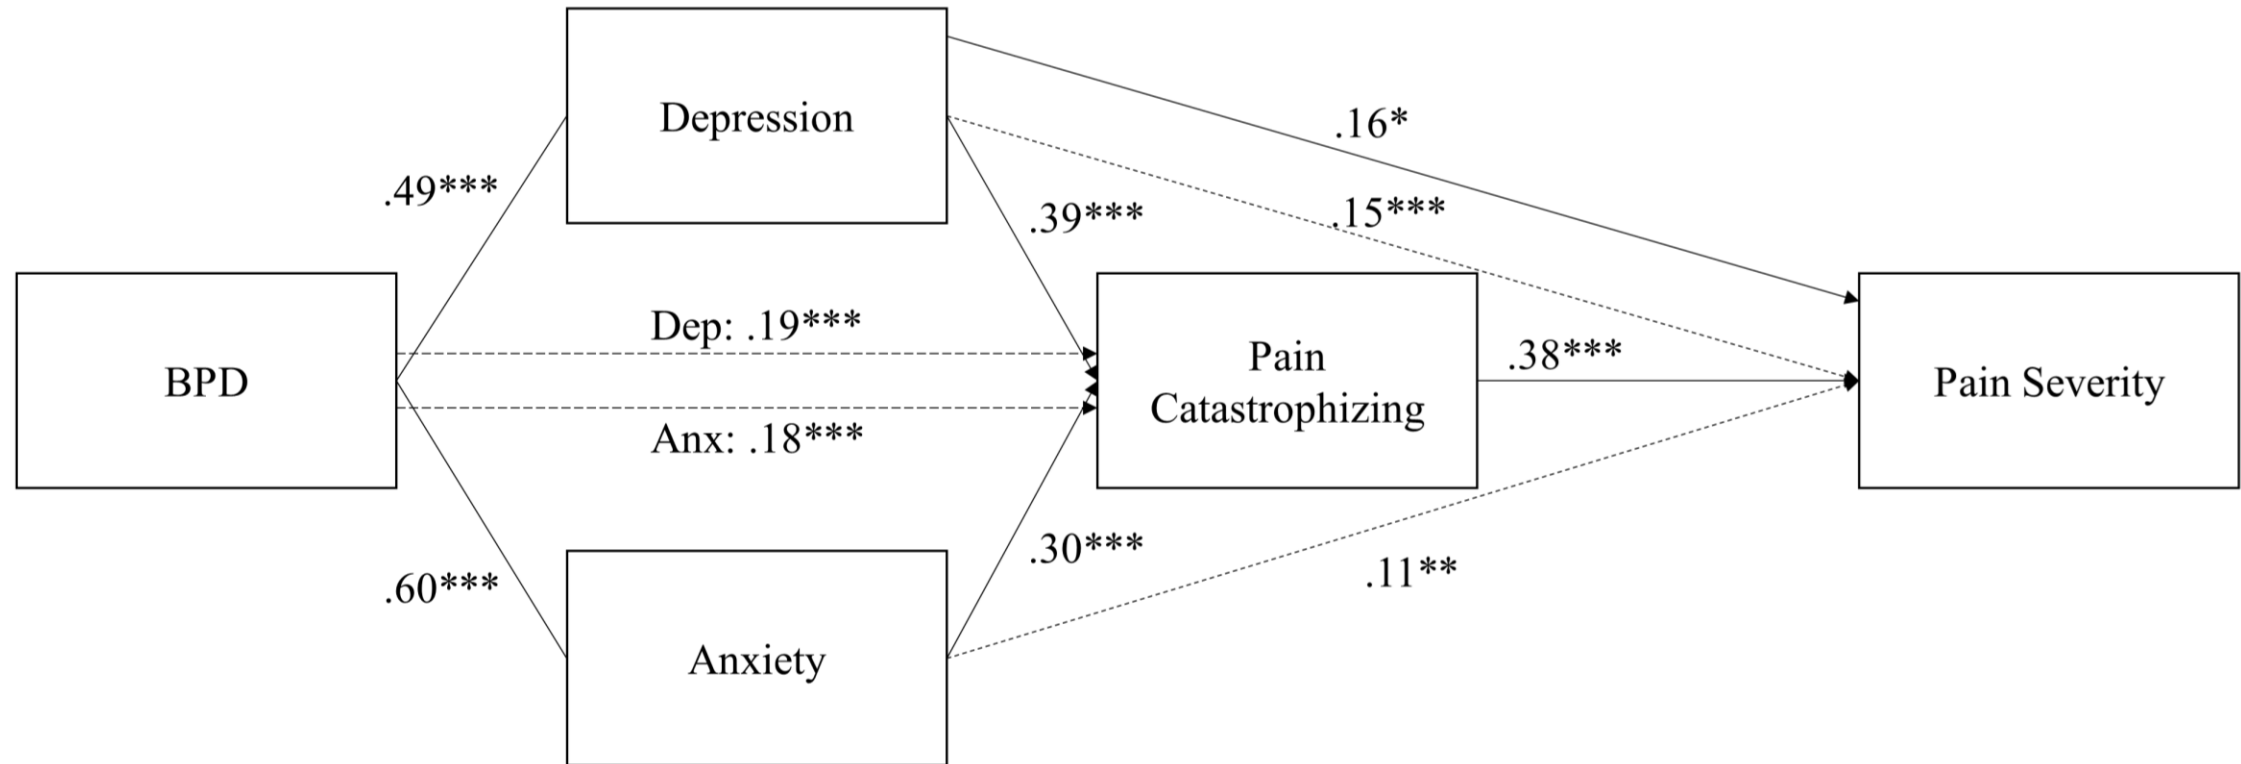 Depression
.16*
.49***
.39***
.15***
Dep: .19***
BPD
Pain
Catastrophizing
.38***
Pain Severity
Anx: .18***
.60***
.30***
.11**
Anxiety